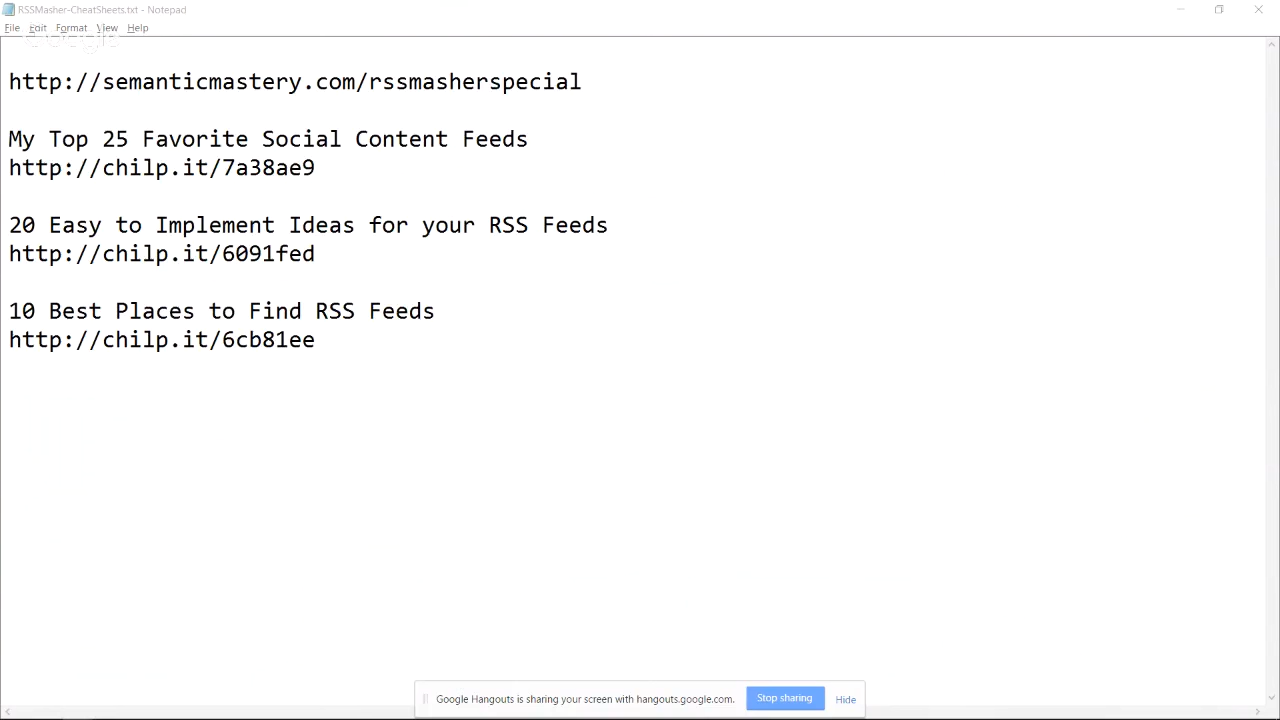 RSSMasher-CheatSheets.txt - Notepad
File Edit Format View Help
Google
http://semanticmastery.com/rssmasherspecial
My Top 25 Favorite Social Content Feeds
http://chilp.it/7a38ae9
20 Easy to Implement Ideas for your RSS Feeds
http://chilp.it/6091fed
10 Best Places to Find RSS Feeds
http://chilp.it/6cb81ee
Google Hangouts is sharing your screen with hangouts.google.com. Stop sharing Hide